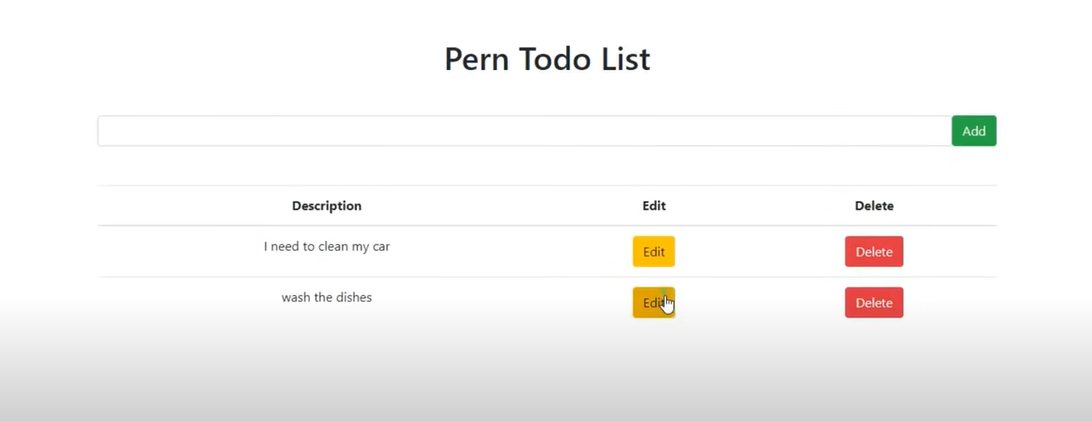 Pern Todo List
Add
Description Edit Delete
I need to clean my car Edit Delete
wash the dishes Edit Delete